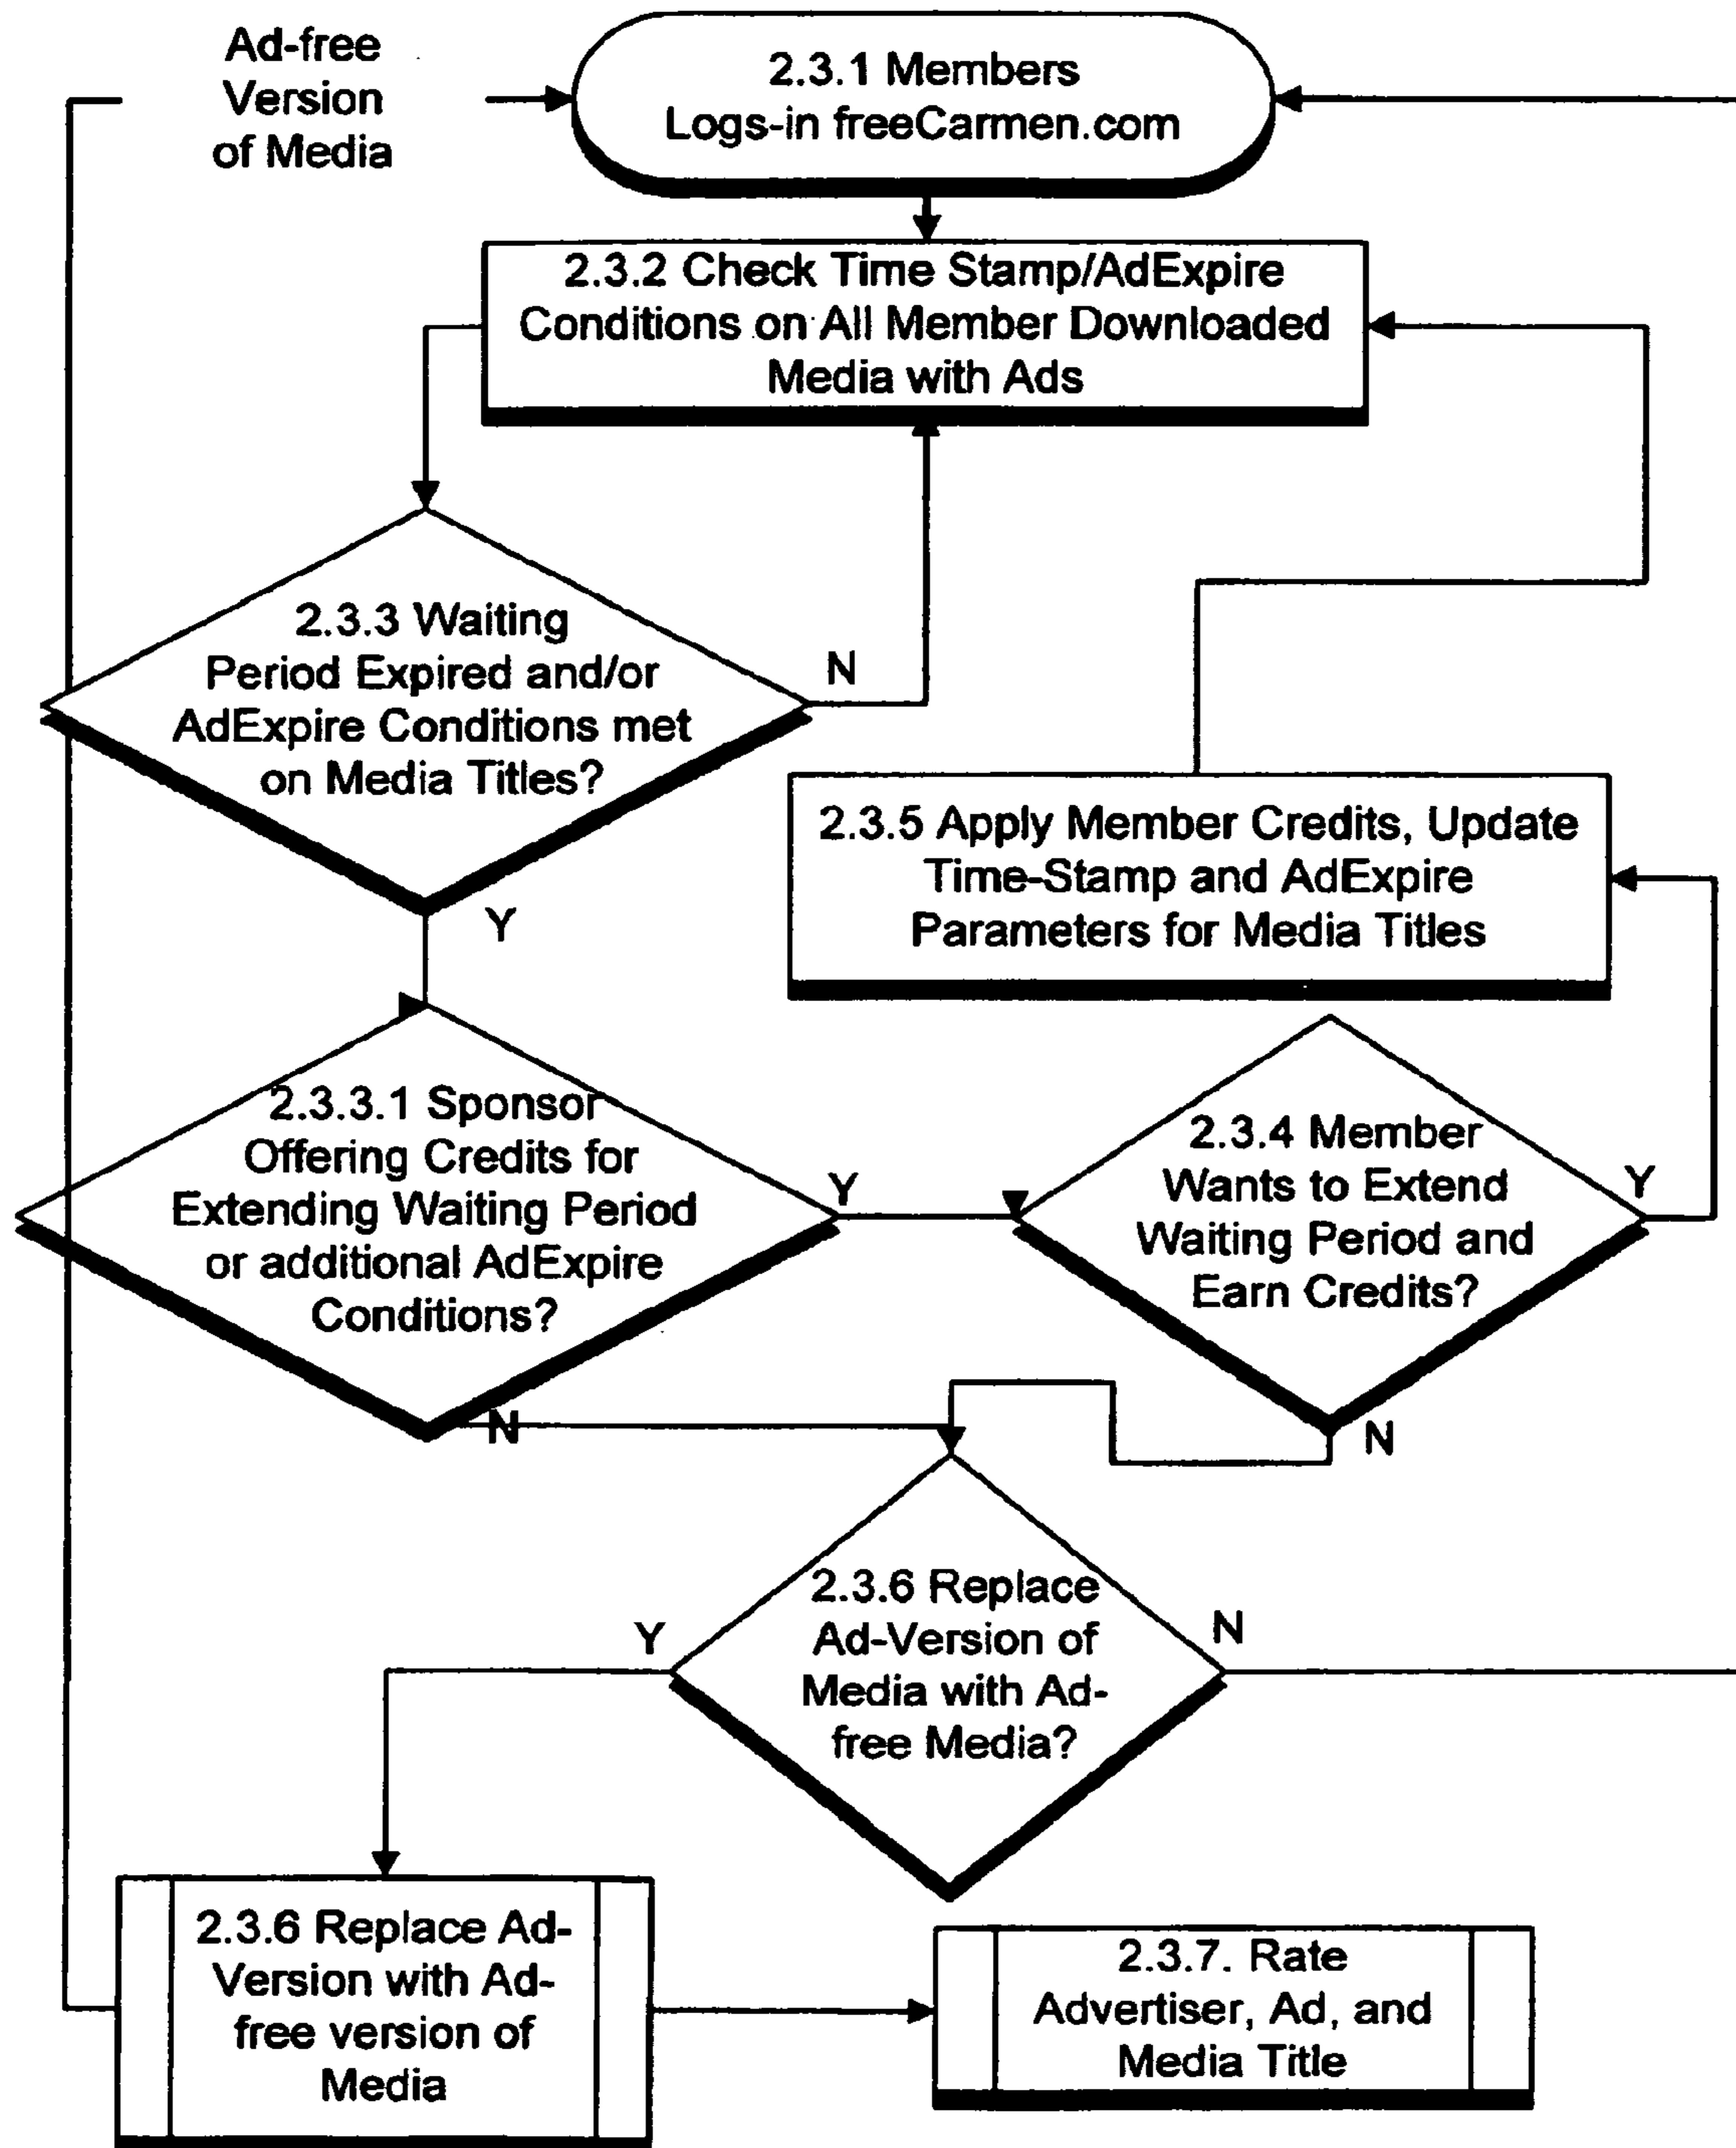 Ad-free
Version
of Media
2.3.1 Members
Logs-in freeCarmen.com
2.3.2 Check Time Stamp/AdExpire
Conditions on All Member Downloaded
Media with Ads
2.3.3 Waiting
Period Expired and/or
AdExpire Conditions met
on Media Titles?
N
Y
2.3.5 Apply Member Credits, Update
Time-Stamp and AdExpire
Parameters for Media Titles
2.3.3.1 Sponsor
Offering Credits for
Extending Waiting Period
or additional AdExpire
Conditions?
Y
N
2.3.4 Member
Wants to Extend
Waiting Period and
Earn Credits?
Y
N
2.3.6 Replace
Ad-Version of
Media with Ad-
free Media?
Y
N
2.3.6 Replace Ad-
Version with Ad-
free version of
Media
2.3.7. Rate
Advertiser, Ad, and
Media Title